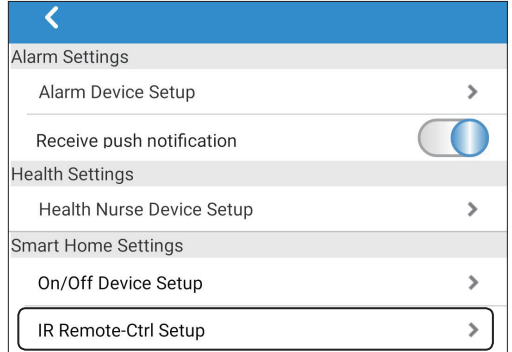 Alarm Settings
Alarm Device Setup
Receive push notification
Health Settings
Health Nurse Device Setup
Smart Home Settings
On/Off Device Setup
IR Remote-Ctrl Setup